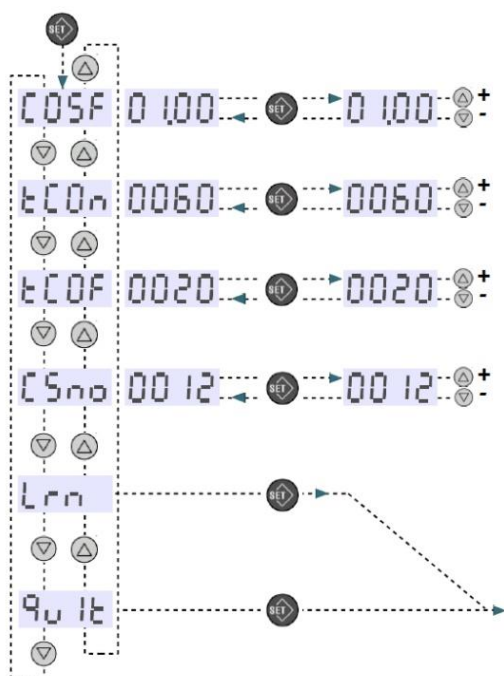 SET
COSF 01.00 SET 01.00 + -
tCOn 0060 SET 0060 + -
tCOF 0020 SET 0020 + -
CSno 0012 SET 0012 + -
Lrn SET
quit SET